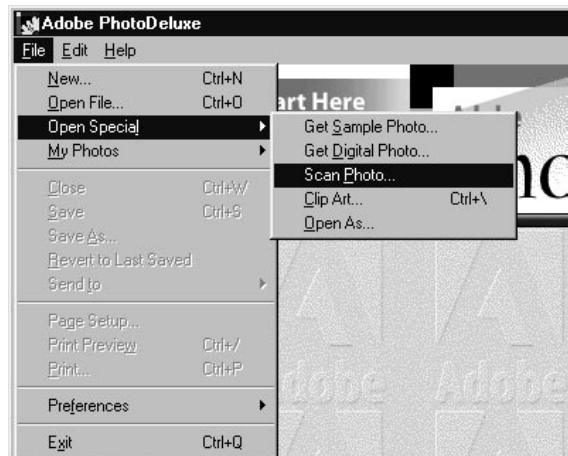 Adobe PhotoDeluxe
File Edit Help
New... Ctrl+N
Open File... Ctrl+O
Open Special
My Photos
Close Ctrl+W
Save Ctrl+S
Save As...
Revert to Last Saved
Send to
Page Setup...
Print Preview Ctrl+/
Print... Ctrl+P
Preferences
Exit Ctrl+Q
art Here
Get Sample Photo...
Get Digital Photo...
Scan Photo...
Clip Art... Ctrl+\
Open As...
Adobe Adobe